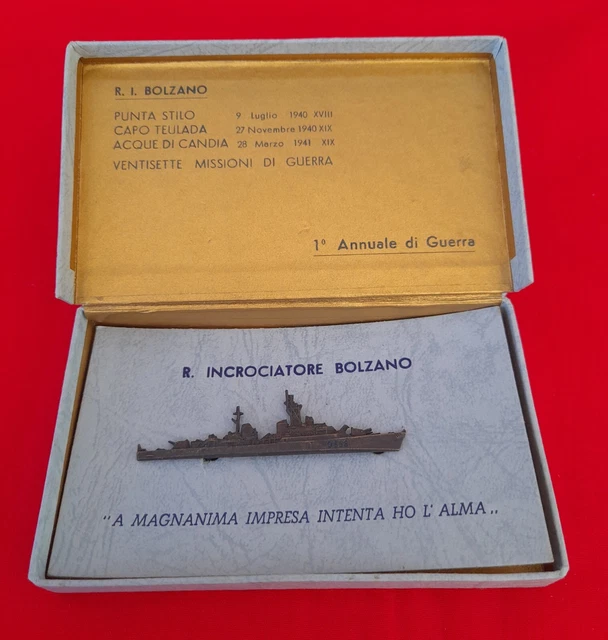 R. I. BOLZANO
PUNTA STILO 9 Luglio 1940 XVIII
CAPO TEULADA 27 Novembre 1940 XIX
ACQUE DI CANDIA 28 Marzo 1941 XIX
VENTISETTE MISSIONI DI GUERRA
1° Annuale di Guerra
R. INCROCIATORE BOLZANO
"A MAGNANIMA IMPRESA INTENTA HO L' ALMA„